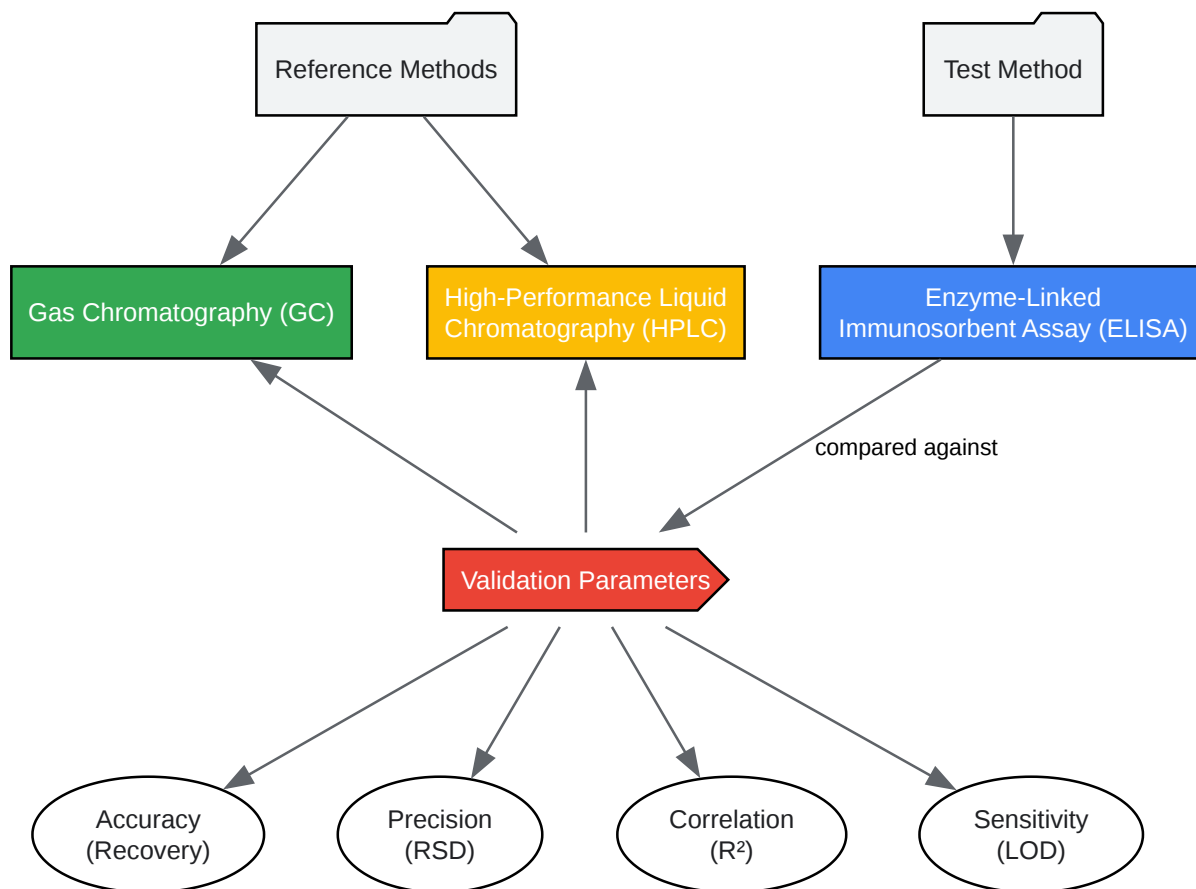 Reference Methods
Test Method
Gas Chromatography (GC)
High-Performance Liquid
Chromatography (HPLC)
Enzyme-Linked
Immunosorbent Assay (ELISA)
compared against
Validation Parameters
Accuracy
(Recovery)
Precision
(RSD)
Correlation
(R²)
Sensitivity
(LOD)